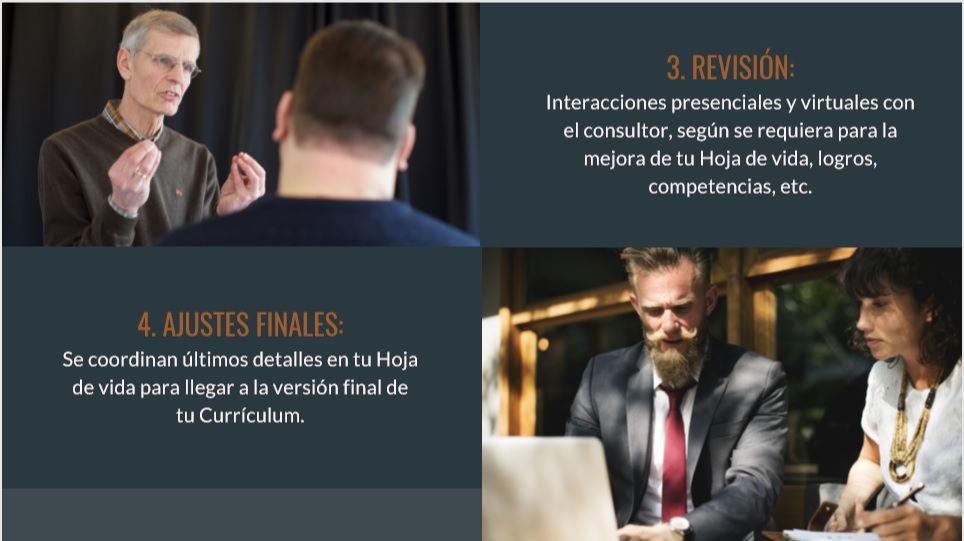 3. REVISIÓN:
Interacciones presenciales y virtuales con
el consultor, según se requiera para la
mejora de tu Hoja de vida, logros,
competencias, etc.
4. AJUSTES FINALES:
Se coordinan últimos detalles en tu Hoja
de vida para llegar a la versión final de
tu Currículum.